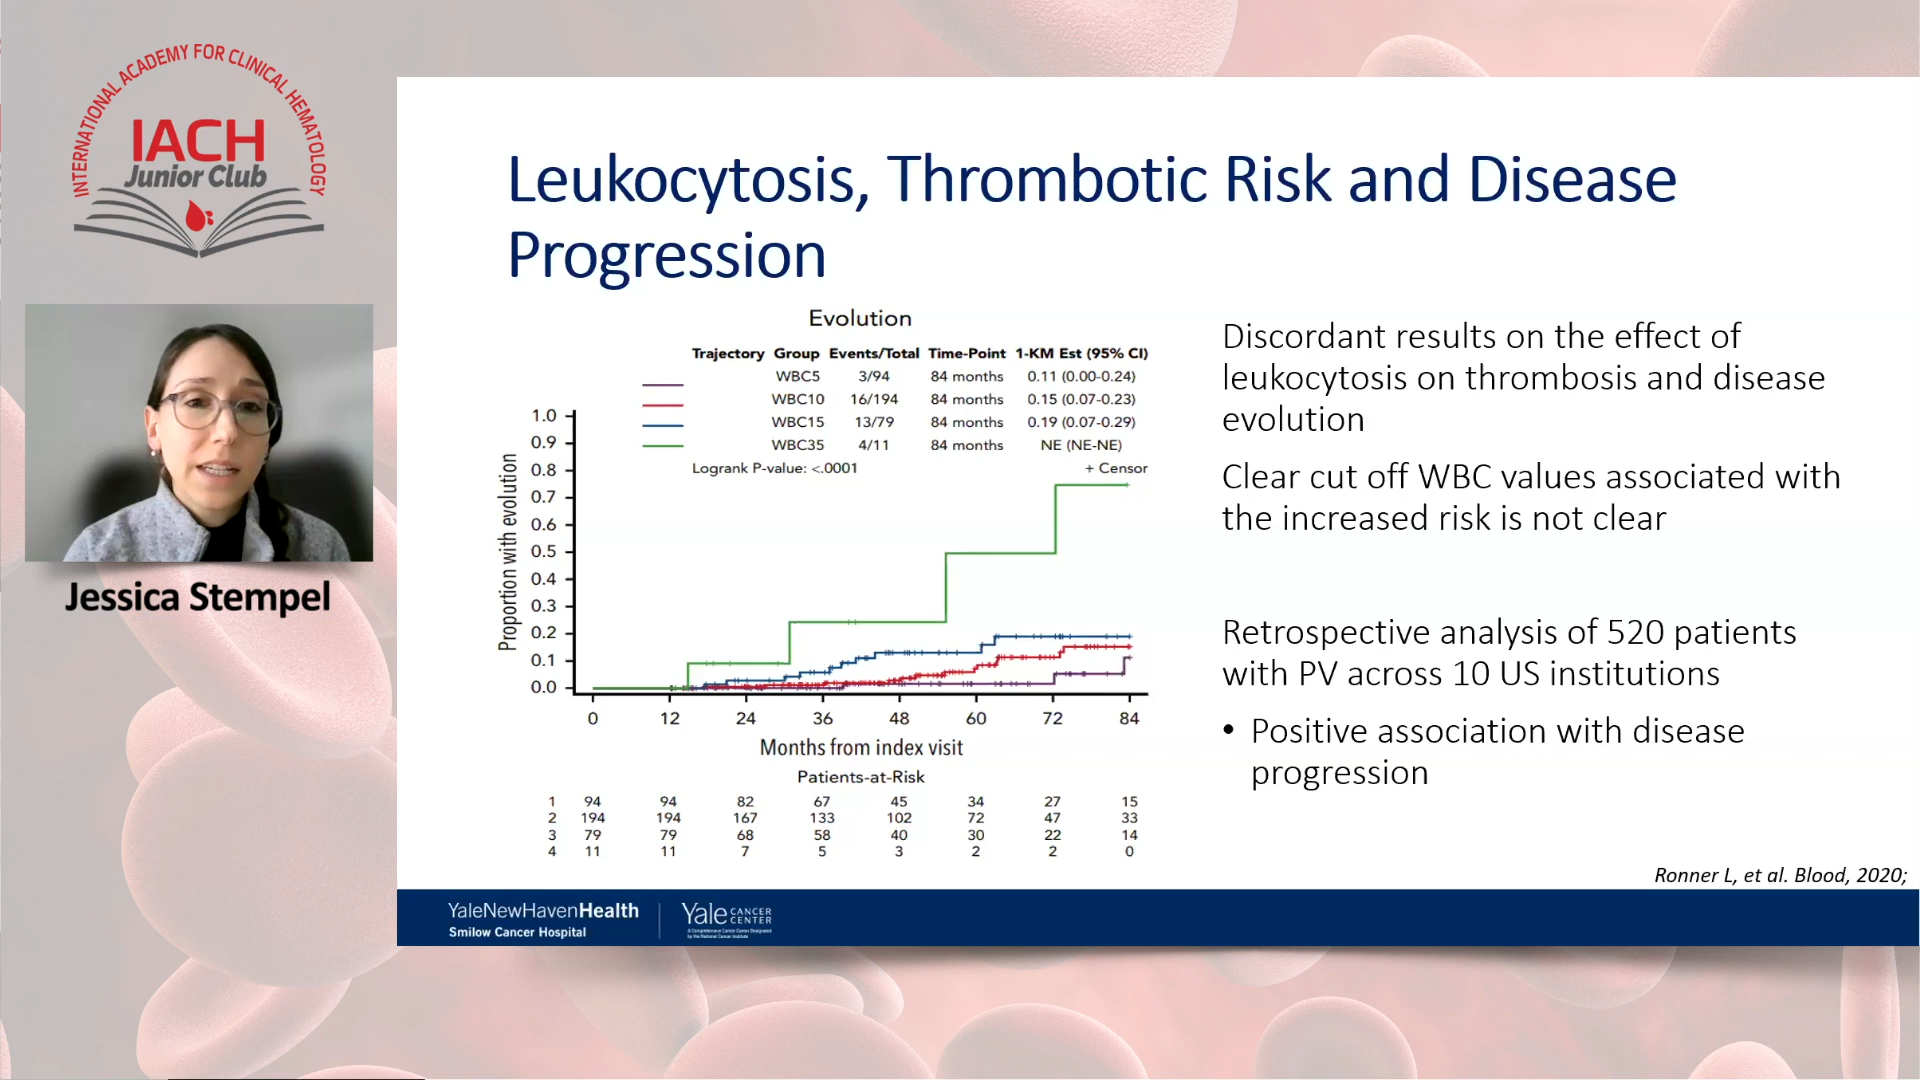 INTERNATIONAL ACADEMY FOR CLINICAL HEMATOLOGY
IACH
Junior Club
Jessica Stempel
Leukocytosis, Thrombotic Risk and Disease
Progression
Evolution
Trajectory Group Events/Total Time-Point 1-KM Est (95% CI)
WBC5 3/94 84 months 0.11 (0.00-0.24)
WBC10 16/194 84 months 0.15 (0.07-0.23)
WBC15 13/79 84 months 0.19 (0.07-0.29)
WBC35 4/11 84 months NE (NE-NE)
Logrank P-value: <.0001 + Censor
Proportion with evolution
1.0
0.9
0.8
0.7
0.6
0.5
0.4
0.3
0.2
0.1
0.0
0 12 24 36 48 60 72 84
Months from index visit
Patients-at-Risk
1 94 94 82 67 45 34 27 15
2 194 194 167 133 102 72 47 33
3 79 79 68 58 40 30 22 14
4 11 11 7 5 3 2 2 0
Discordant results on the effect of
leukocytosis on thrombosis and disease
evolution
Clear cut off WBC values associated with
the increased risk is not clear
Retrospective analysis of 520 patients
with PV across 10 US institutions
• Positive association with disease
progression
Ronner L, et al. Blood, 2020;
YaleNewHavenHealth
Smilow Cancer Hospital
Yale CANCER
CENTER
A Comprehensive Cancer Center Designated
by the National Cancer Institute